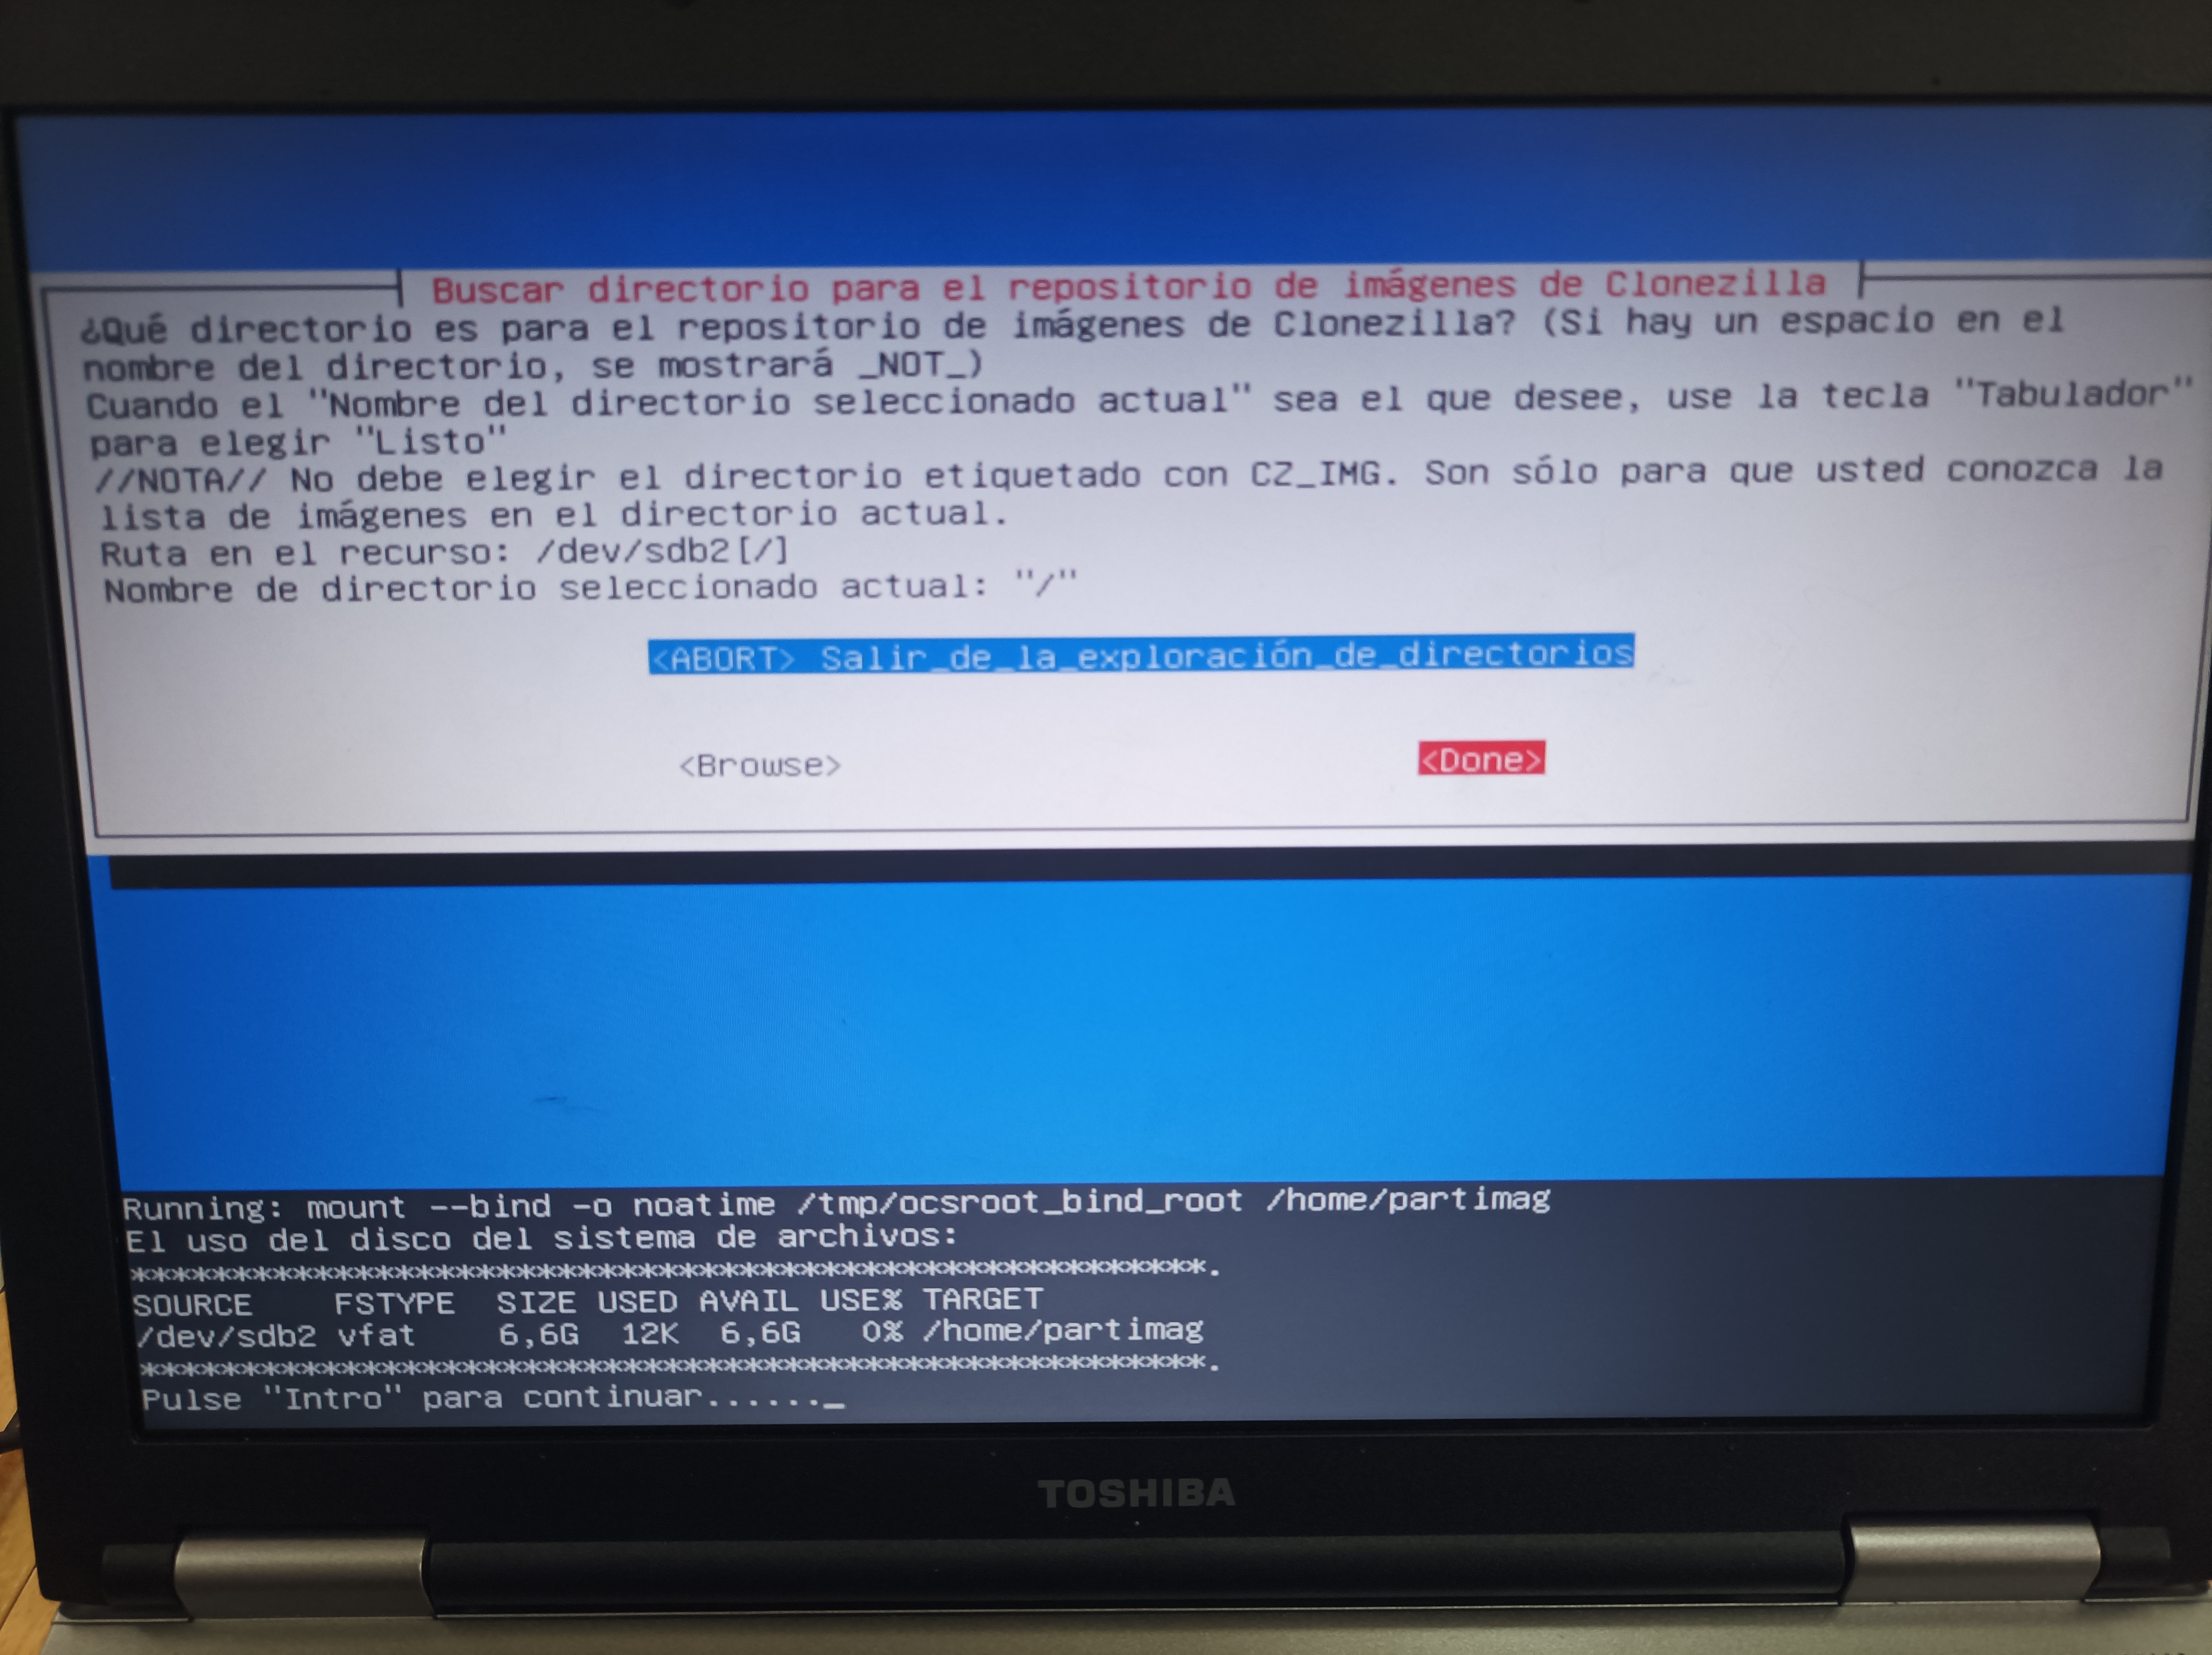 Buscar directorio para el repositorio de imágenes de Clonezilla
¿Qué directorio es para el repositorio de imágenes de Clonezilla? (Si hay un espacio en el
nombre del directorio, se mostrará _NOT_)
Cuando el "Nombre del directorio seleccionado actual" sea el que desee, use la tecla "Tabulador"
para elegir "Listo"
//NOTA// No debe elegir el directorio etiquetado con CZ_IMG. Son sólo para que usted conozca la
lista de imágenes en el directorio actual.
Ruta en el recurso: /dev/sdb2[/]
Nombre de directorio seleccionado actual: "/"
<ABORT> Salir_de_la_exploración_de_directorios
<Browse> <Done>
Running: mount --bind -o noatime /tmp/ocsroot_bind_root /home/partimag
El uso del disco del sistema de archivos:
*****************************************************.
SOURCE FSTYPE SIZE USED AVAIL USE% TARGET
/dev/sdb2 vfat 6,6G 12K 6,6G 0% /home/partimag
*****************************************************.
Pulse "Intro" para continuar......_
TOSHIBA